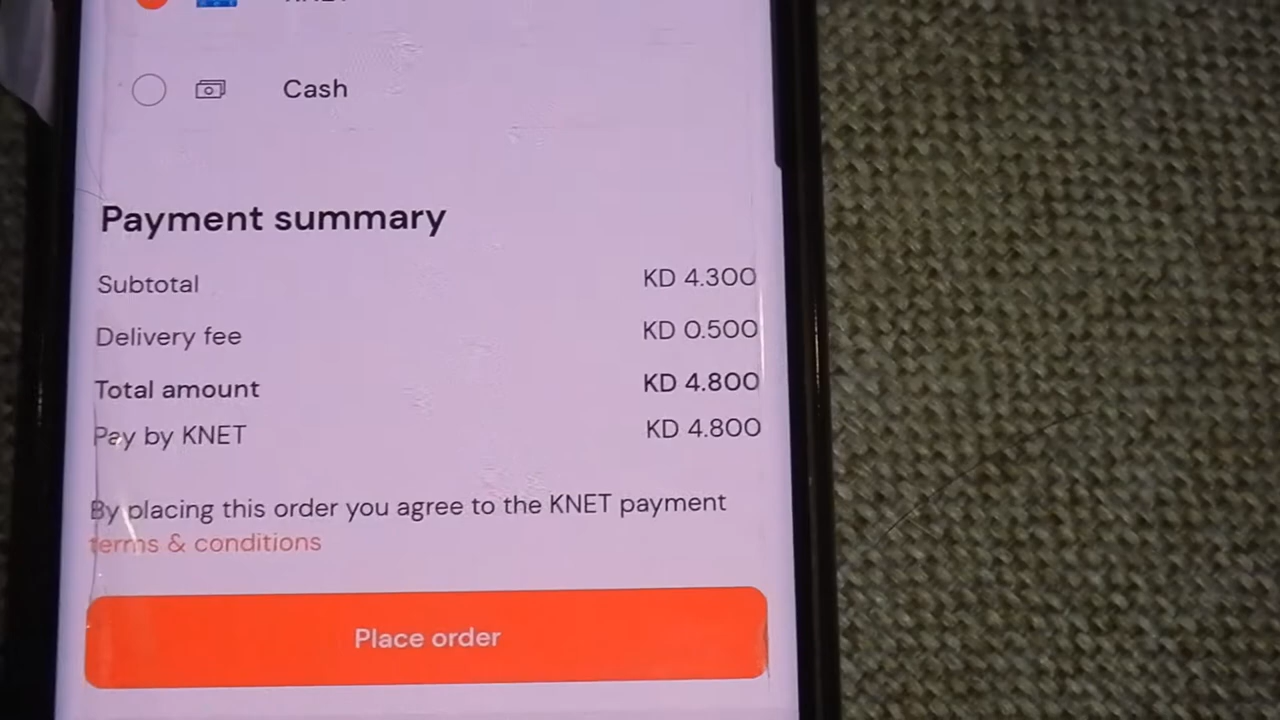 Cash
Payment summary
Subtotal KD 4.300
Delivery fee KD 0.500
Total amount KD 4.800
Pay by KNET KD 4.800
By placing this order you agree to the KNET payment
terms & conditions
Place order